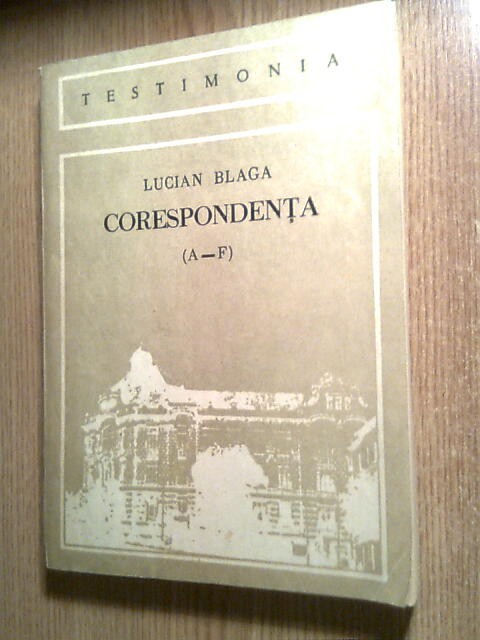 TESTIMONIA
LUCIAN BLAGA
CORESPONDENȚA
(A—F)